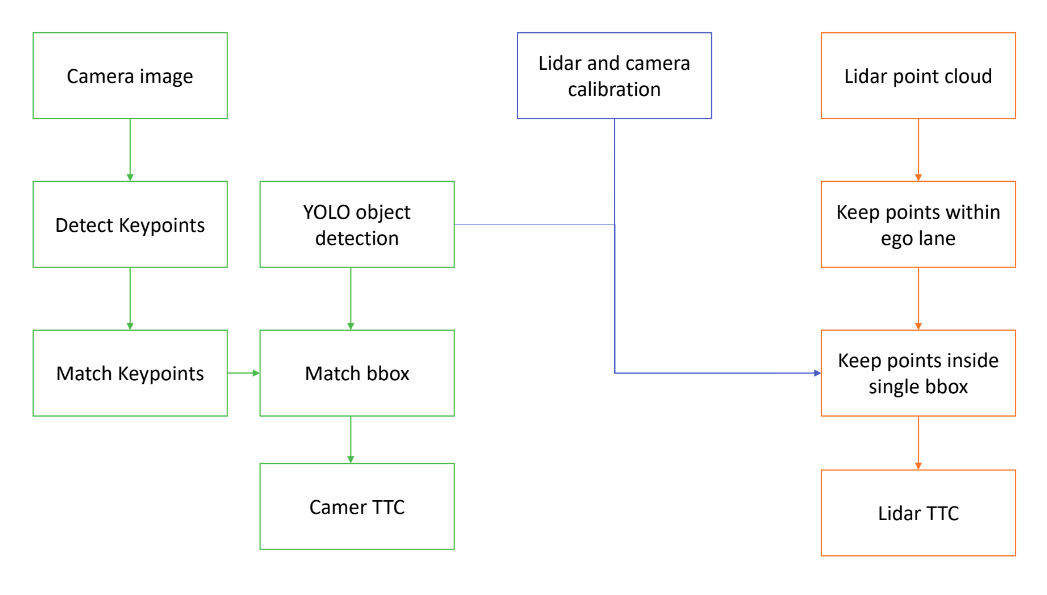 Camera image
Lidar and camera
calibration
Lidar point cloud
Detect Keypoints
YOLO object
detection
Keep points within
ego lane
Match Keypoints
Match bbox
Keep points inside
single bbox
Camer TTC
Lidar TTC